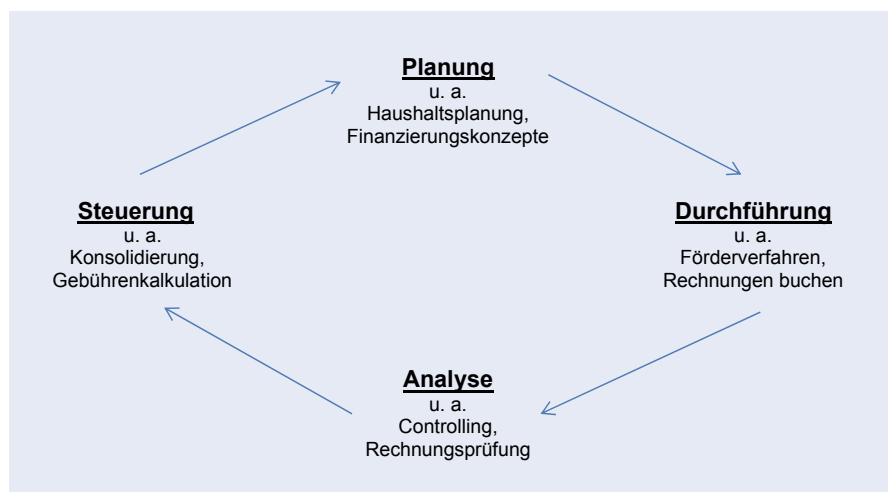 Planung
u. a.
Haushaltsplanung,
Finanzierungskonzepte
Steuerung
u. a.
Konsolidierung,
Gebührenkalkulation
Durchführung
u. a.
Förderverfahren,
Rechnungen buchen
Analyse
u. a.
Controlling,
Rechnungsprüfung